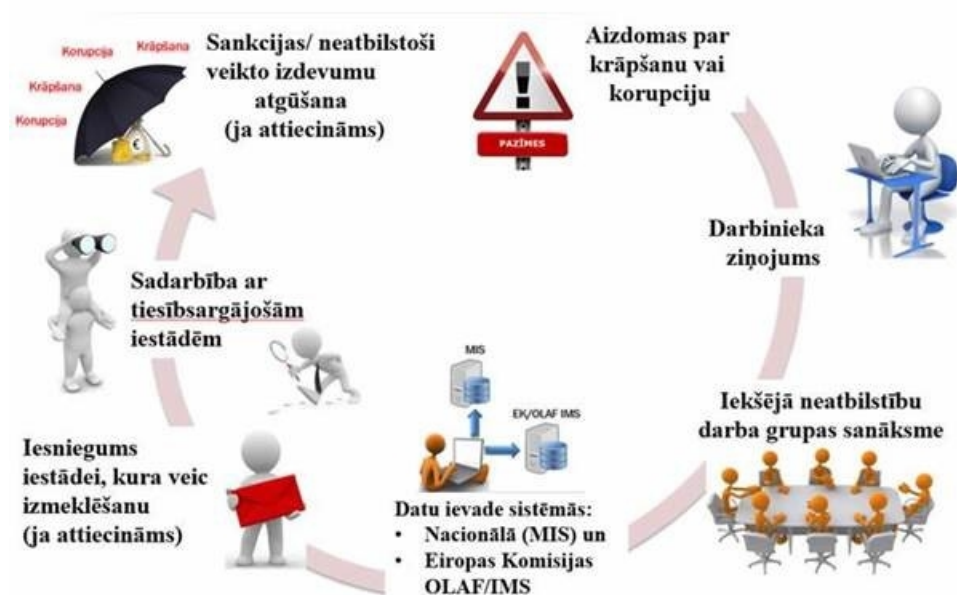 Korupcija
Krāpšana
Krāpšana
Korupcija
Sankcijas/ neatbilstoši
veikto izdevumu
atgūšana
(ja attiecināms)
PAZĪMES
Aizdomas par
krāpšanu vai
korupciju
Darbinieka
ziņojums
Iekšējā neatbilstību
darba grupas sanāksme
MIS
EK/OLAF IMS
Datu ievade sistēmās:
• Nacionālā (MIS) un
• Eiropas Komisijas
OLAF/IMS
Iesniegums
iestādei, kura veic
izmeklēšanu
(ja attiecināms)
Sadarbība ar
tiesībsargājošām
iestādēm